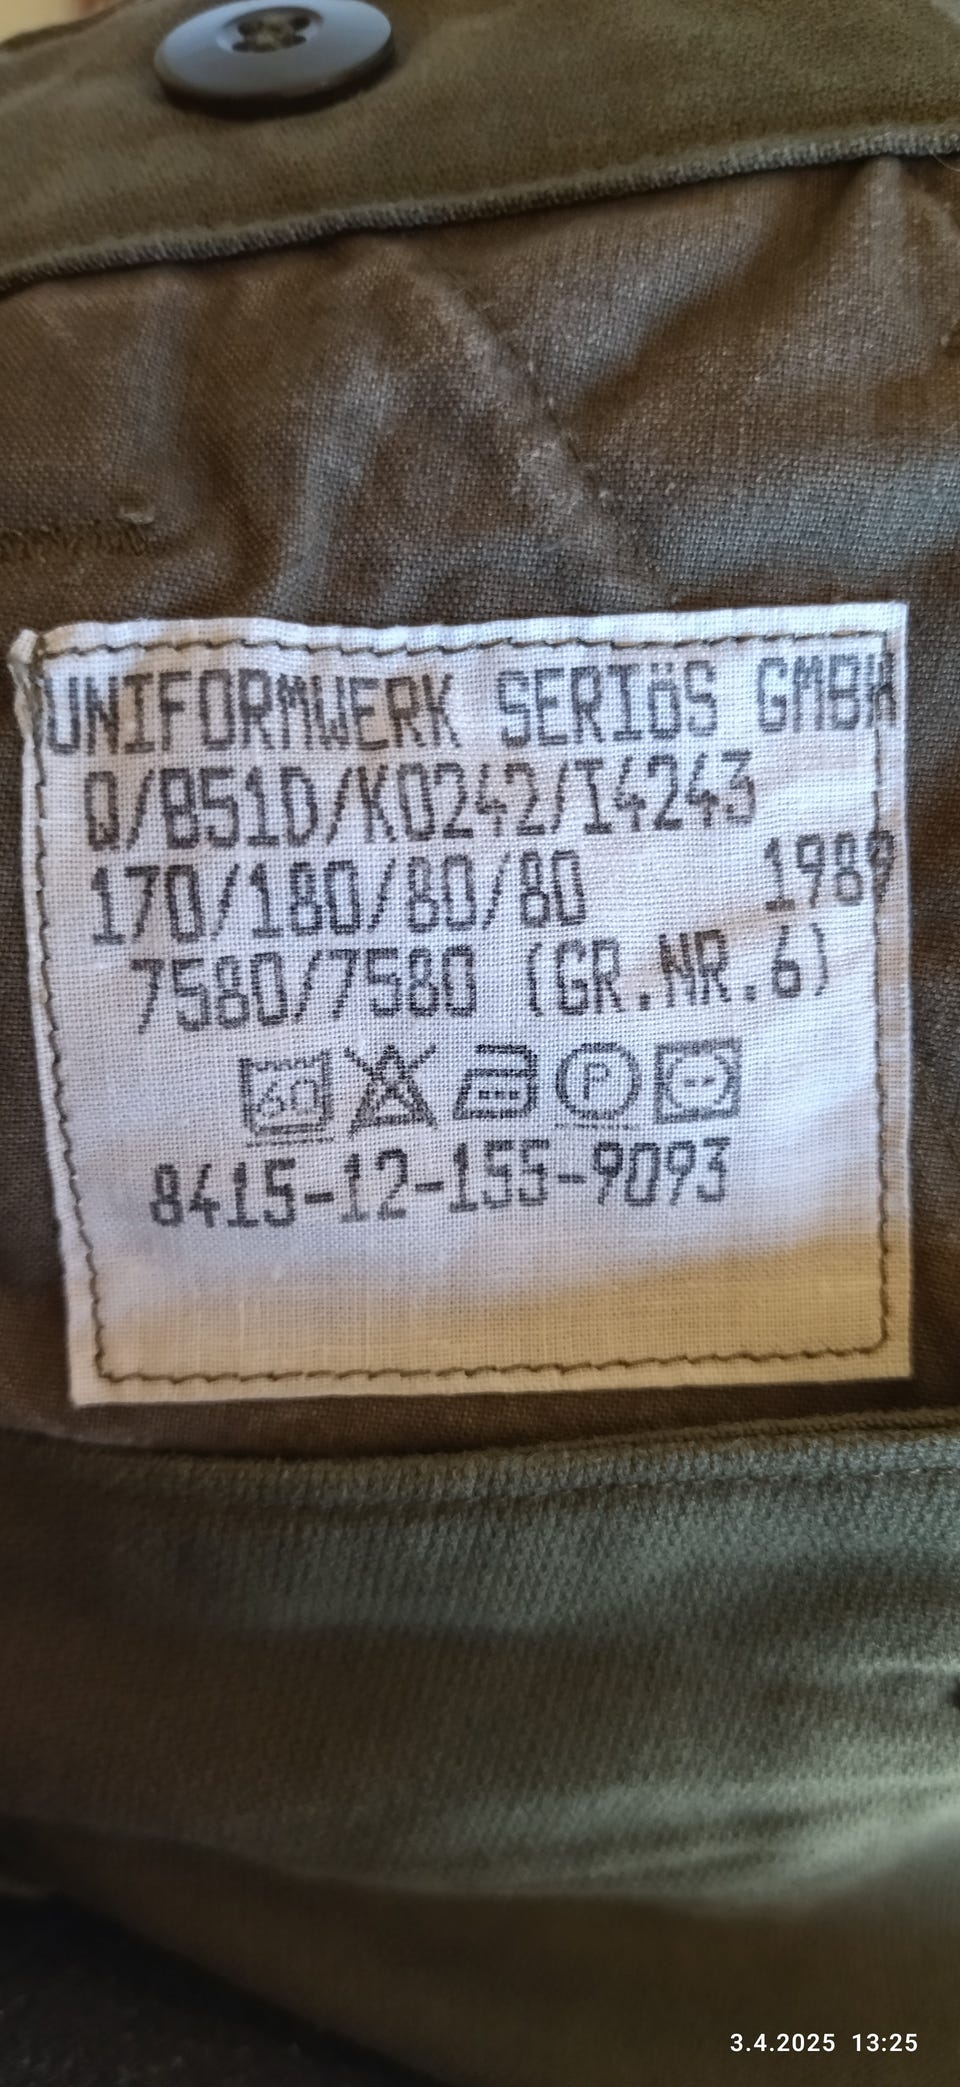 UNIFORMWERK SERIÖS GMBH
Q/B51D/K0242/I4243
170/180/80/80 1989
7580/7580 (GR.NR.6)
60 P
8415-12-155-9093
3.4.2025 13:25